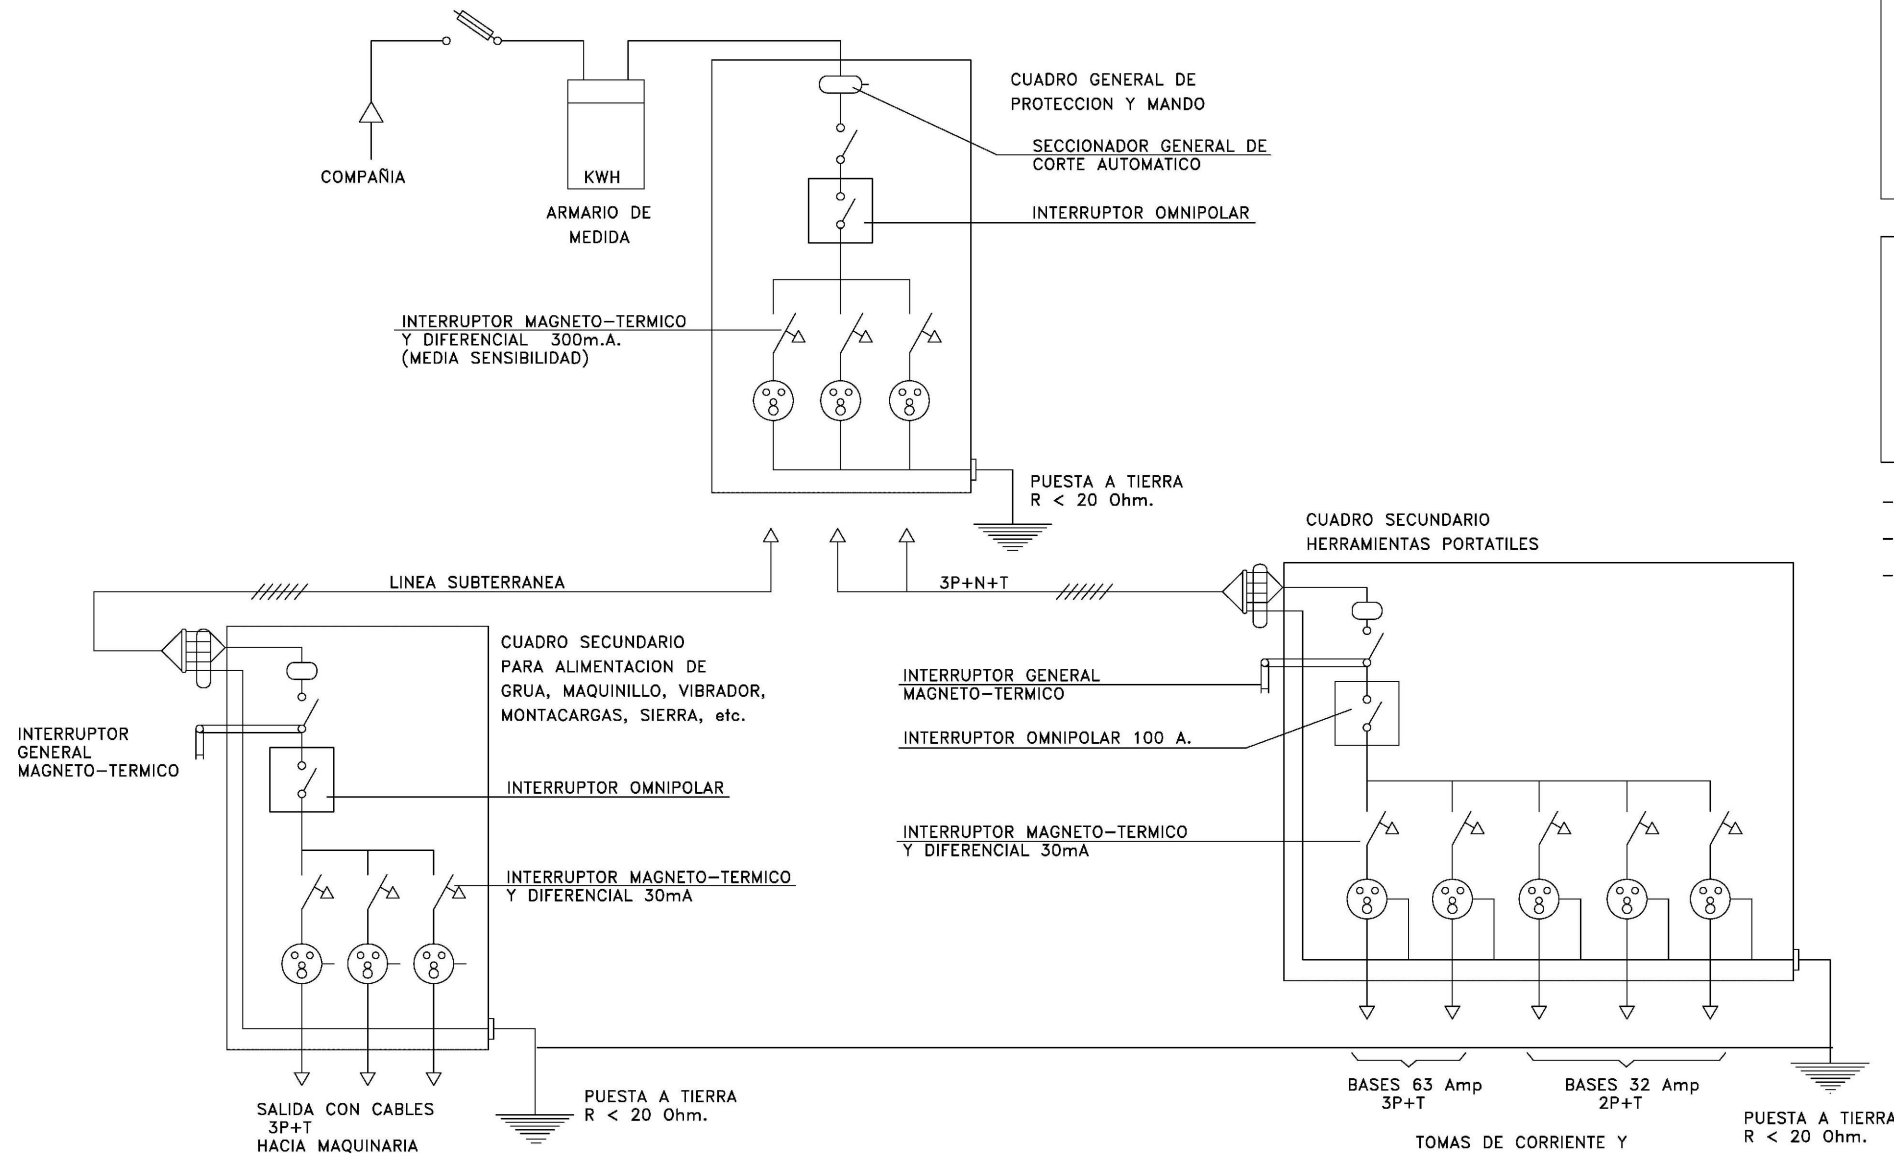 COMPAÑIA
KWH
ARMARIO DE
MEDIDA
CUADRO GENERAL DE
PROTECCION Y MANDO
SECCIONADOR GENERAL DE
CORTE AUTOMATICO
INTERRUPTOR OMNIPOLAR
INTERRUPTOR MAGNETO-TERMICO
Y DIFERENCIAL 300m.A.
(MEDIA SENSIBILIDAD)
PUESTA A TIERRA
R < 20 Ohm.
LINEA SUBTERRANEA
3P+N+T
CUADRO SECUNDARIO
HERRAMIENTAS PORTATILES
CUADRO SECUNDARIO
PARA ALIMENTACION DE
GRUA, MAQUINILLO, VIBRADOR,
MONTACARGAS, SIERRA, etc.
INTERRUPTOR
GENERAL
MAGNETO-TERMICO
INTERRUPTOR OMNIPOLAR
INTERRUPTOR MAGNETO-TERMICO
Y DIFERENCIAL 30mA
INTERRUPTOR GENERAL
MAGNETO-TERMICO
INTERRUPTOR OMNIPOLAR 100 A.
INTERRUPTOR MAGNETO-TERMICO
Y DIFERENCIAL 30mA
SALIDA CON CABLES
3P+T
HACIA MAQUINARIA
PUESTA A TIERRA
R < 20 Ohm.
BASES 63 Amp
3P+T
BASES 32 Amp
2P+T
TOMAS DE CORRIENTE Y
PUESTA A TIERRA
R < 20 Ohm.